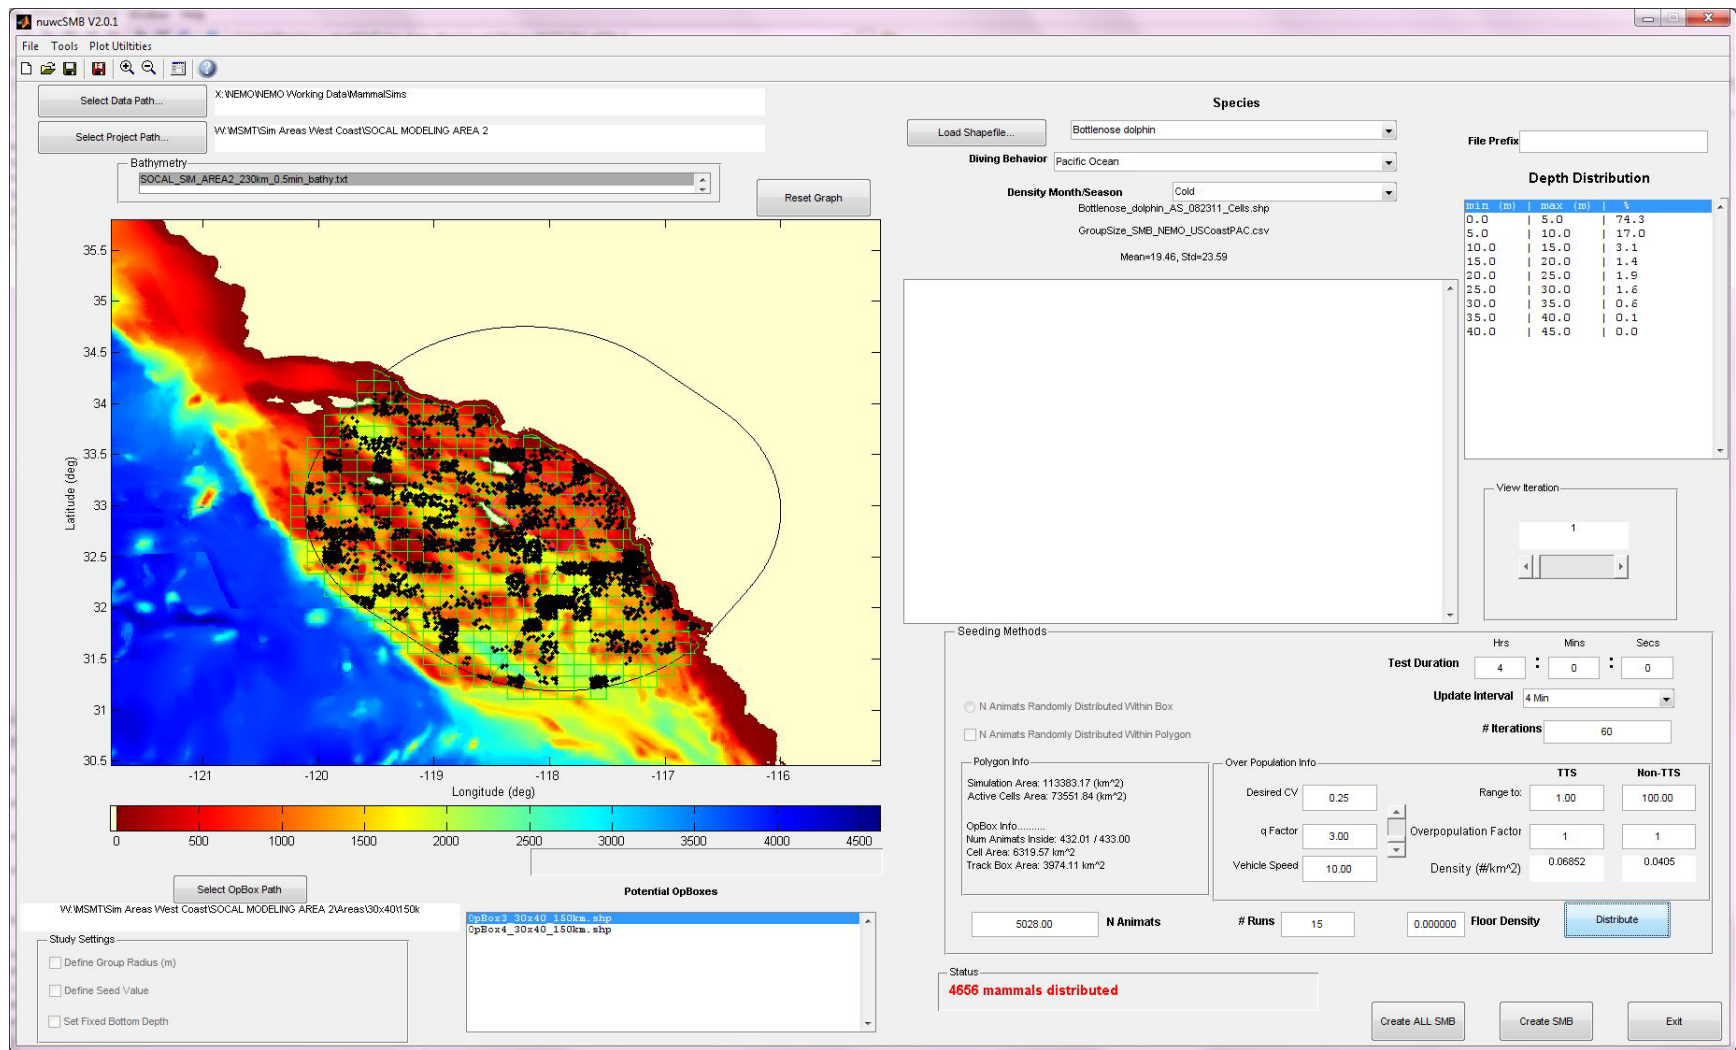 nuwcSMB V2.0.1
File Tools Plot Utiltities
Select Data Path...
X:\NEMO\NEMO Working Data\MammalSims
Select Project Path...
W:\MSMT\Sim Areas West Coast\SOCAL MODELING AREA 2
Bathymetry
SOCAL_SIM_AREA2_230km_0.5min_bathy.txt
Reset Graph
Species
Load Shapefile...
Bottlenose dolphin
Diving Behavior
Pacific Ocean
Density Month/Season
Cold
Bottlenose_dolphin_AS_082311_Cells.shp
GroupSize_SMB_NEMO_USCoastPAC.csv
Mean=19.46, Std=23.59
File Prefix
Depth Distribution
min (m) | max (m) | %
0.0 | 5.0 | 74.3
5.0 | 10.0 | 17.0
10.0 | 15.0 | 3.1
15.0 | 20.0 | 1.4
20.0 | 25.0 | 1.9
25.0 | 30.0 | 1.6
30.0 | 35.0 | 0.6
35.0 | 40.0 | 0.1
40.0 | 45.0 | 0.0
35.5
35
34.5
34
33.5
33
32.5
32
31.5
31
30.5
Latitude (deg)
-121 -120 -119 -118 -117 -116
Longitude (deg)
0 500 1000 1500 2000 2500 3000 3500 4000 4500
View Iteration
1
Seeding Methods
Hrs Mins Secs
Test Duration 4 : 0 : 0
Update Interval 4 Min
# Iterations 60
N Animats Randomly Distributed Within Box
N Animats Randomly Distributed Within Polygon
Polygon Info
Simulation Area: 113383.17 (km^2)
Active Cells Area: 73551.84 (km^2)
OpBox Info..........
Num Animats Inside: 432.01 / 433.00
Cell Area: 6319.57 km^2
Track Box Area: 3974.11 km^2
Over Population Info
TTS Non-TTS
Desired CV 0.25
Range to: 1.00 100.00
q Factor 3.00
Overpopulation Factor 1 1
Vehicle Speed 10.00
Density (#/km^2) 0.06852 0.0405
5028.00 N Animats
# Runs 15
0.000000 Floor Density
Distribute
Select OpBox Path
W:\MSMT\Sim Areas West Coast\SOCAL MODELING AREA 2\Areas\30x40\150k
Potential OpBoxes
OpBox3_30x40_150km.shp
OpBox4_30x40_150km.shp
Study Settings
Define Group Radius (m)
Define Seed Value
Set Fixed Bottom Depth
Status
4656 mammals distributed
Create ALL SMB
Create SMB
Exit